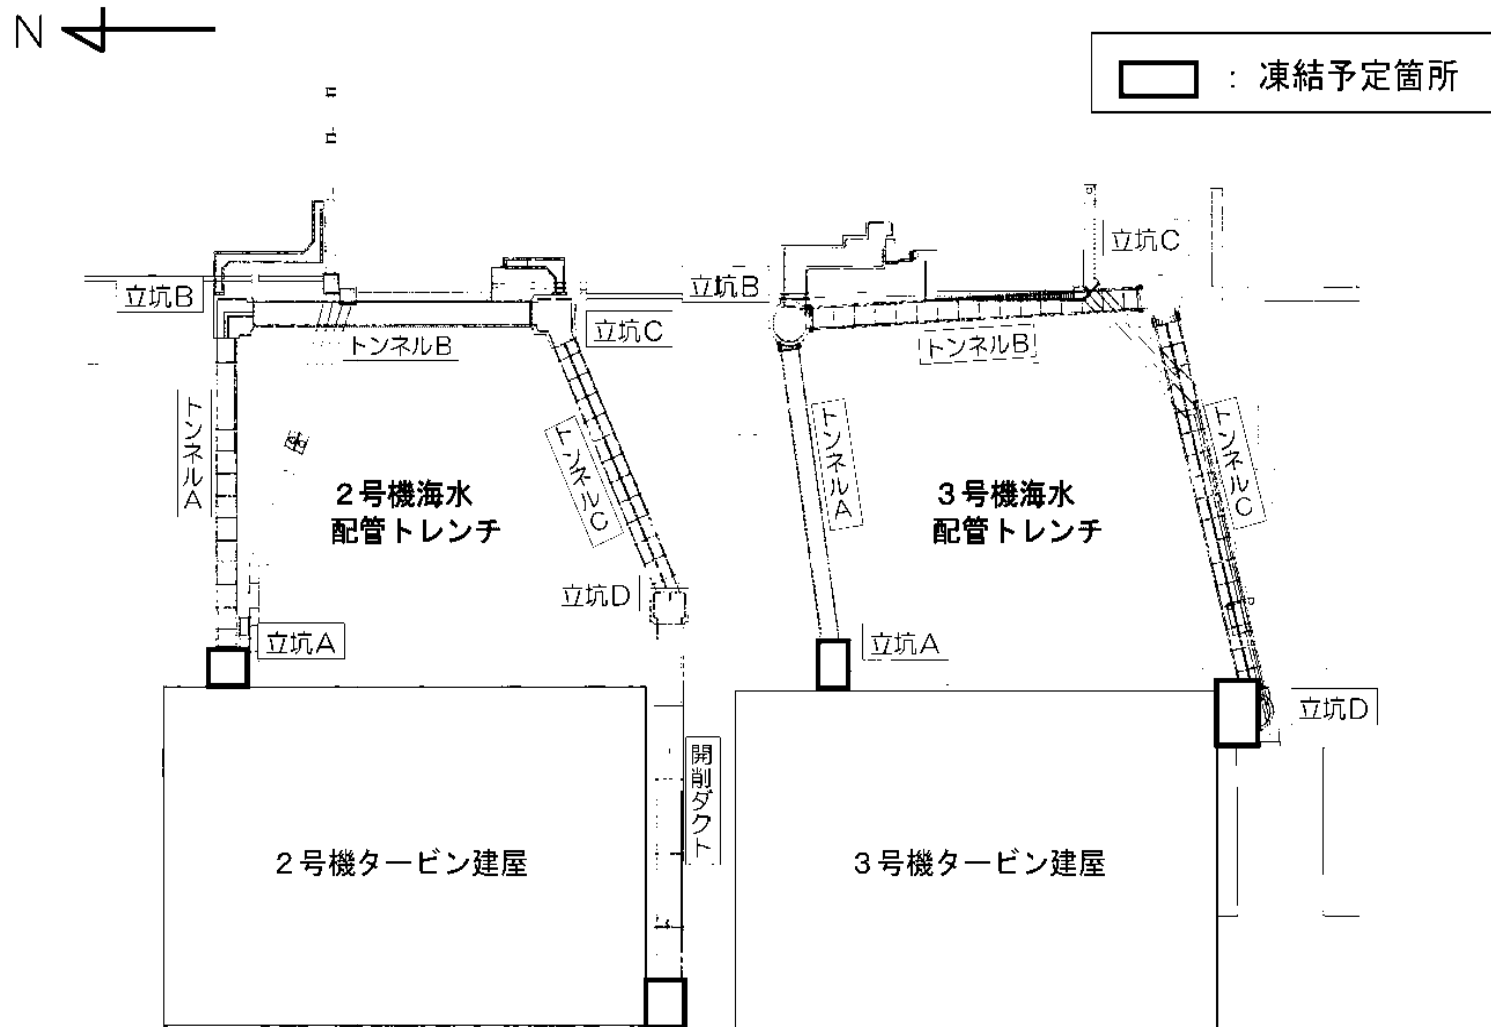 N
：凍結予定箇所
立坑C
立坑B
立坑B
立坑C
トンネルB
トンネルB
トンネルA
トンネルC
トンネルA
トンネルC
2号機海水
配管トレンチ
3号機海水
配管トレンチ
立坑D
立坑A
立坑A
立坑D
開削ダクト
2号機タービン建屋
3号機タービン建屋